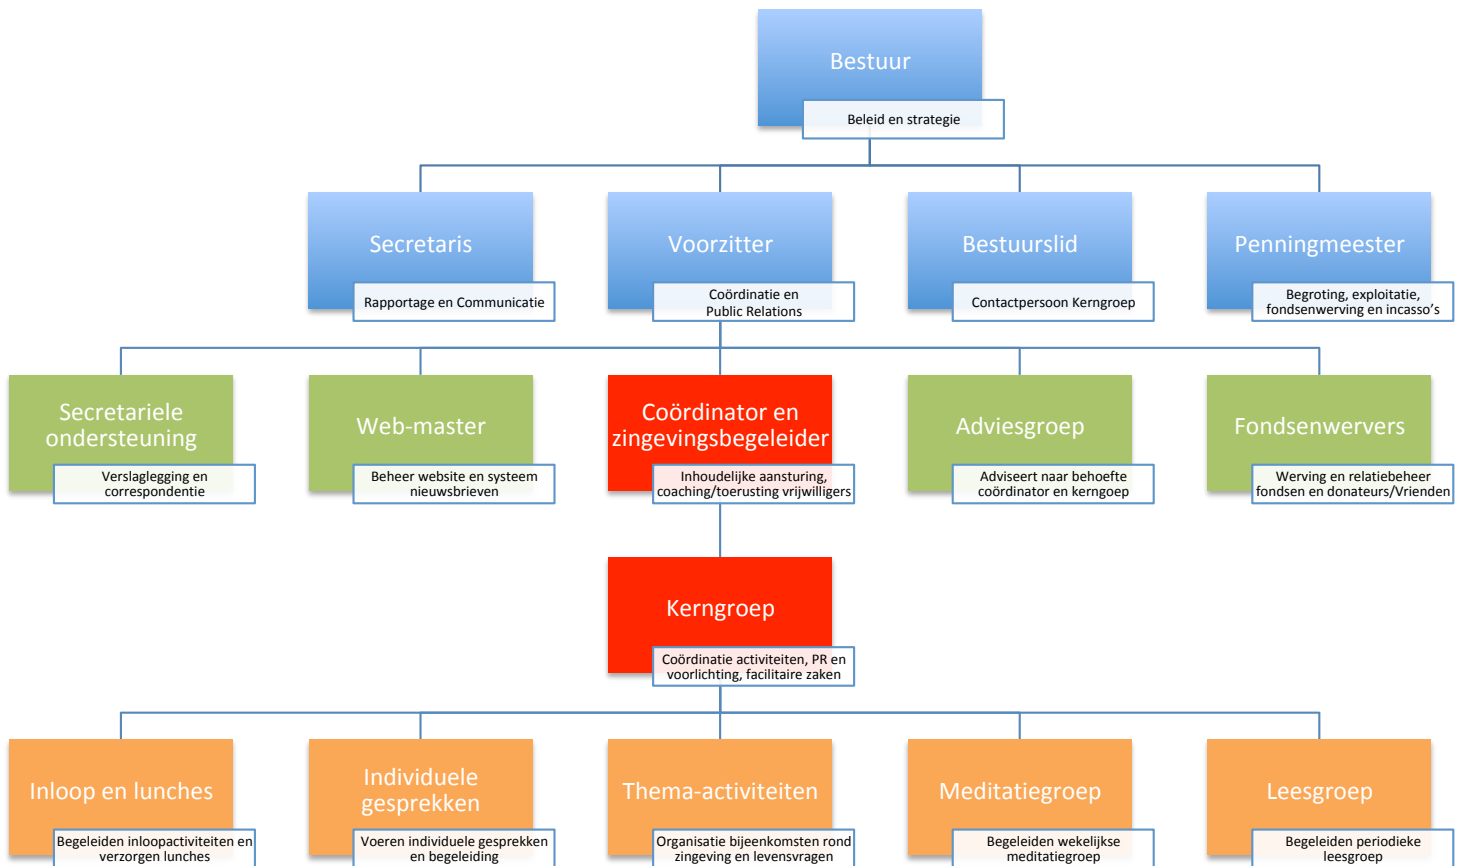 Bestuur
Beleid en strategie
Secretaris
Rapportage en Communicatie
Voorzitter
Coördinatie en
Public Relations
Bestuurslid
Contactpersoon Kerngroep
Penningmeester
Begroting, exploitatie,
fondsenwerving en incasso's
Secretariele
ondersteuning
Verslaglegging en
correspondentie
Web-master
Beheer website en systeem
nieuwsbrieven
Coördinator en
zingevingsbegeleider
Inhoudelijke aansturing,
coaching/toerusting vrijwilligers
Adviesgroep
Adviseert naar behoefte
coördinator en kerngoep
Fondsenwervers
Werving en relatiebeheer
fondsen en donateurs/Vrienden
Kerngroep
Coördinatie activiteiten, PR en
voorlichting, facilitaire zaken
Inloop en lunches
Begeleiden inloopactiviteiten en
verzorgen lunches
Individuele
gesprekken
Voeren individuele gesprekken
en begeleiding
Thema-activiteiten
Organisatie bijeenkomsten rond
zingeving en levensvragen
Meditatiegroep
Begeleiden wekelijkse
meditatiegroep
Leesgroep
Begeleiden periodieke
leesgroep